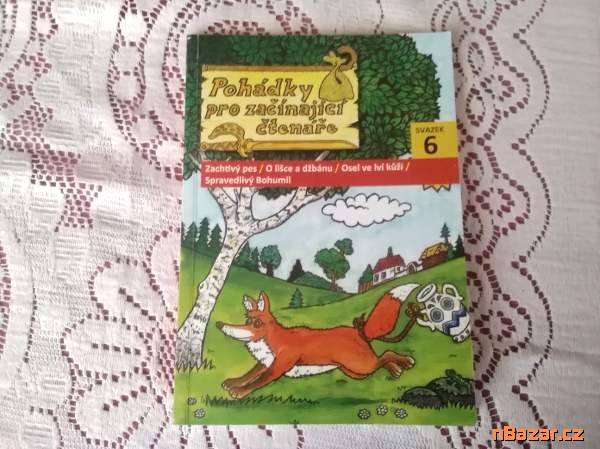 Pohádky
pro začínající
čtenáře
SVAZEK
6
Zachtivý pes / O lišce a džbánu / Osel ve lví kůži /
Spravedlivý Bohumil
nBazar.cz